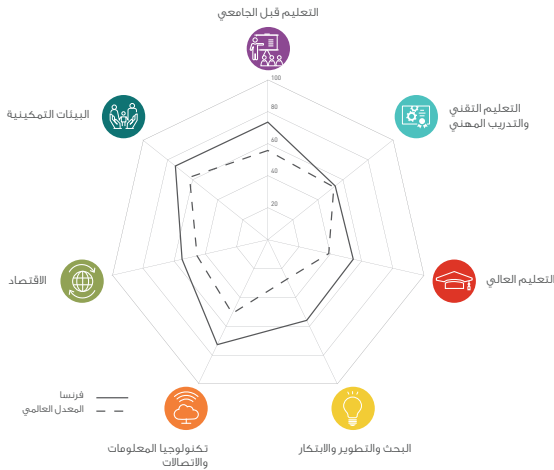 التعليم قبل الجامعي
100
80
60
40
20
التعليم التقني
والتدريب المهني
البيئات التمكينية
التعليم العالي
الاقتصاد
البحث والتطوير والابتكار
تكنولوجيا المعلومات
والاتصالات
فرنسا
المعدل العالمي